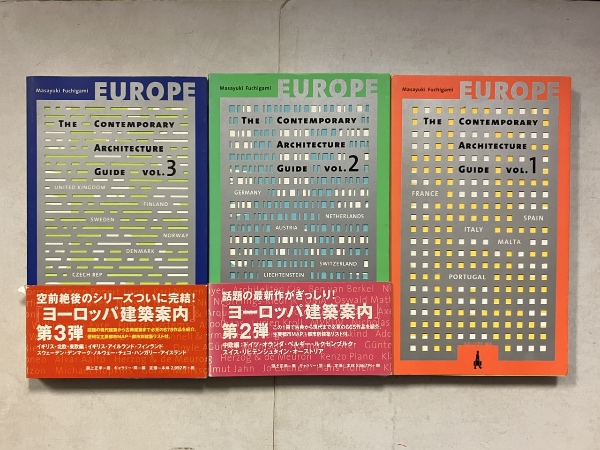 Masayuki Fuchigami
EUROPE
THE CONTEMPORARY
ARCHITECTURE
GUIDE VOL.3
UNITED KINGDOM
FINLAND
SWEDEN
NORWAY
DENMARK
CZECH REP
空前絶後のシリーズついに完結!
『ヨーロッパ建築案内』
第3弾
イギリス・北欧・東欧編:イギリス・アイルランド・フィンランド
スウェーデン・デンマーク・ノルウェー・チェコ・ハンガリー・アイスランド
Masayuki Fuchigami
EUROPE
THE CONTEMPORARY
ARCHITECTURE
GUIDE VOL.2
GERMANY
NETHERLANDS
AUSTRIA
SWITZERLAND
LIECHTENSTEIN
話題の最新作がぎっしり!
『ヨーロッパ建築案内』
第2弾
中欧編:ドイツ・オランダ・ベルギー・ルクセンブルク・
スイス・リヒテンシュタイン・オーストリア
Masayuki Fuchigami
EUROPE
THE CONTEMPORARY
ARCHITECTURE
GUIDE VOL.1
FRANCE
SPAIN
ITALY
MALTA
PORTUGAL